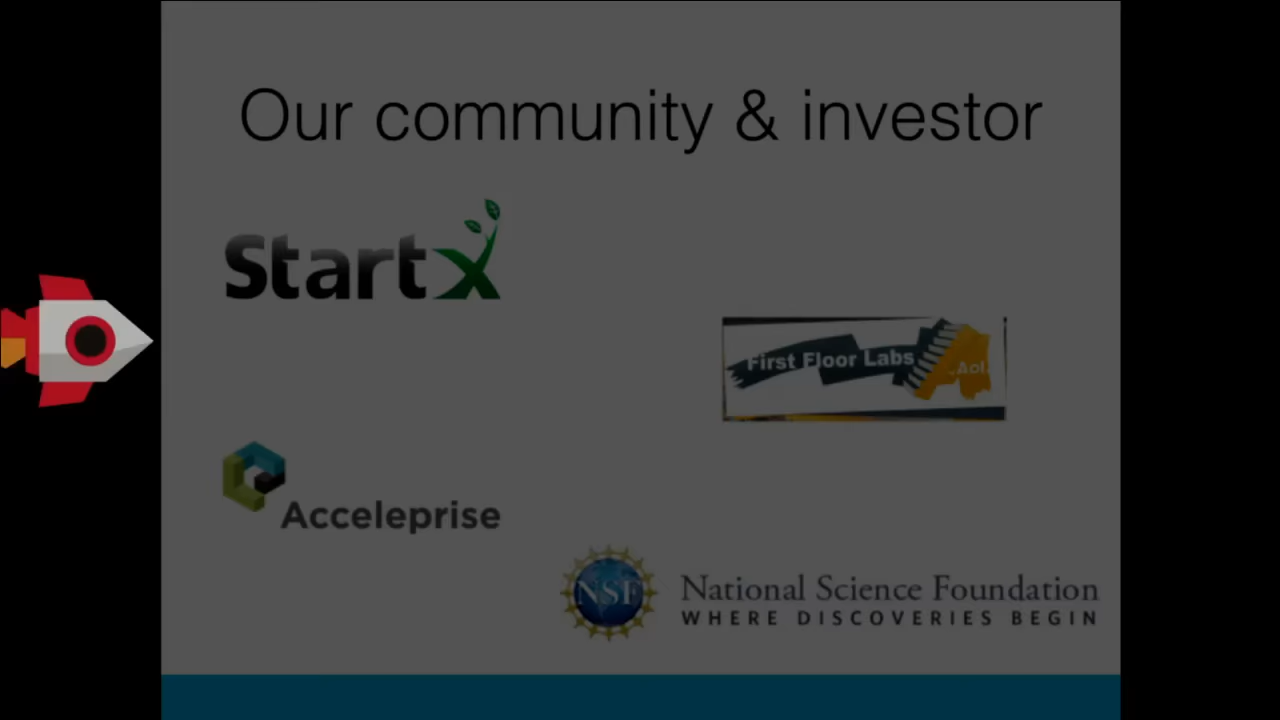 Our community & investor
StartX
First Floor Labs
Aol.
Acceleprise
NSF
National Science Foundation
WHERE DISCOVERIES BEGIN